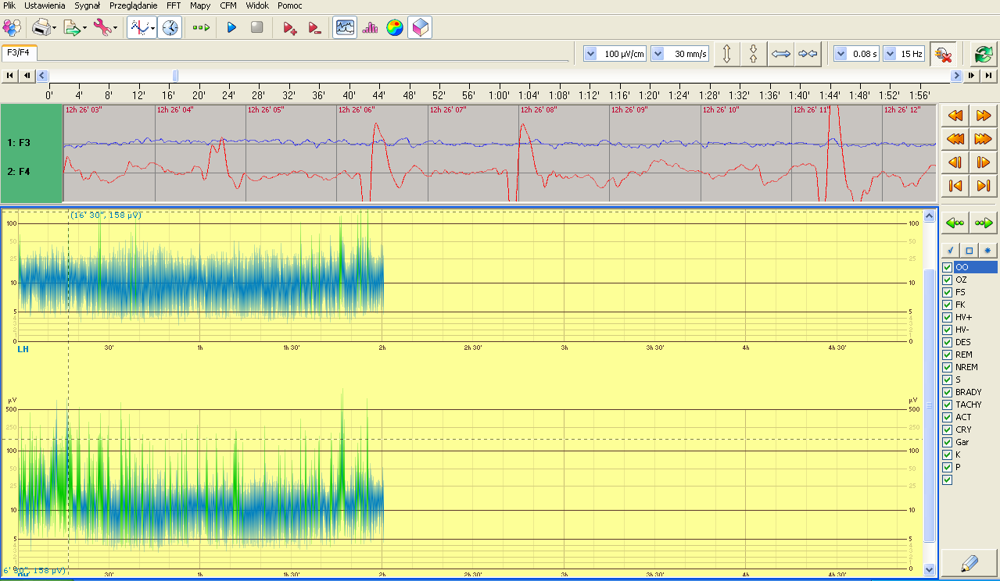 Plik Ustawienia Sygnał Przeglądanie FFT Mapy CFM Widok Pomoc
F3/F4 100 µV/cm 30 mm/s 0.08 s 15 Hz
0' 4' 8' 12' 16' 20' 24' 28' 32' 36' 40' 44' 48' 52' 56' 1:00' 1:04' 1:08' 1:12' 1:16' 1:20' 1:24' 1:28' 1:32' 1:36' 1:40' 1:44' 1:48' 1:52' 1:56'
12h 26' 03" 12h 26' 04" 12h 26' 05" 12h 26' 06" 12h 26' 07" 12h 26' 08" 12h 26' 09" 12h 26' 10" 12h 26' 11" 12h 26' 12"
1: F3
2: F4
(16' 30", 158 µV)
100 100
50 50
25 25
10 10
5 5
4 4
3 3
2 2
1 1
0 0
30' 1h 1h 30' 2h 2h 30' 3h 3h 30' 4h 4h 30'
LH
µV µV
500 500
250 250
100 100
50 50
25 25
10 10
5 5
4 4
3 3
2 2
1 1
0 0
6' 30", 158 µV)
30' 1h 1h 30' 2h 2h 30' 3h 3h 30' 4h 4h 30'
OO
OZ
FS
FK
HV+
HV-
DES
REM
NREM
S
BRADY
TACHY
ACT
CRY
Gar
K
P